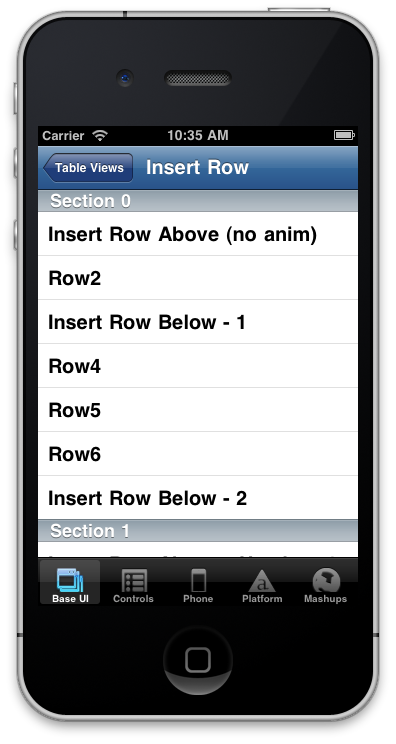 Carrier 10:35 AM
Table Views Insert Row
Section 0
Insert Row Above (no anim)
Row2
Insert Row Below - 1
Row4
Row5
Row6
Insert Row Below - 2
Section 1
Base UI Controls Phone Platform Mashups